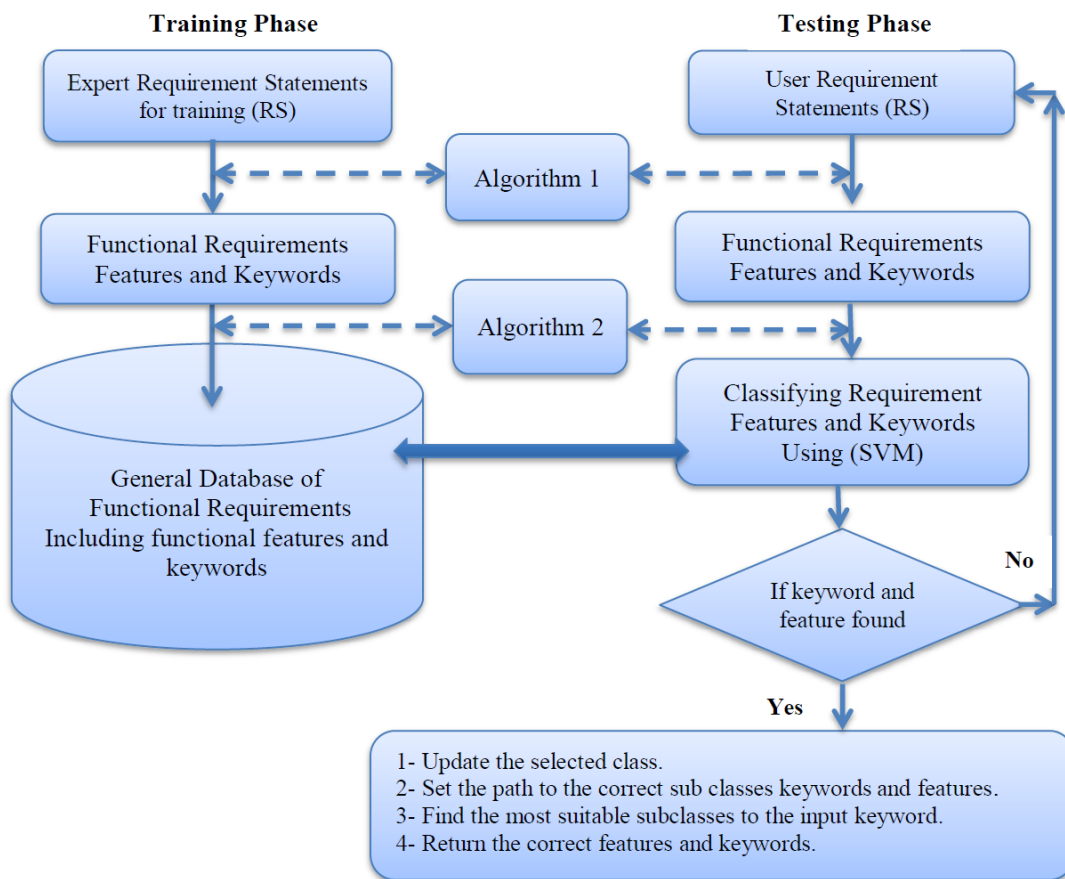 Training Phase
Testing Phase
Expert Requirement Statements
for training (RS)
User Requirement
Statements (RS)
Algorithm 1
Functional Requirements
Features and Keywords
Functional Requirements
Features and Keywords
Algorithm 2
Classifying Requirement
Features and Keywords
Using (SVM)
General Database of
Functional Requirements
Including functional features and
keywords
No
If keyword and
feature found
Yes
1- Update the selected class.
2- Set the path to the correct sub classes keywords and features.
3- Find the most suitable subclasses to the input keyword.
4- Return the correct features and keywords.